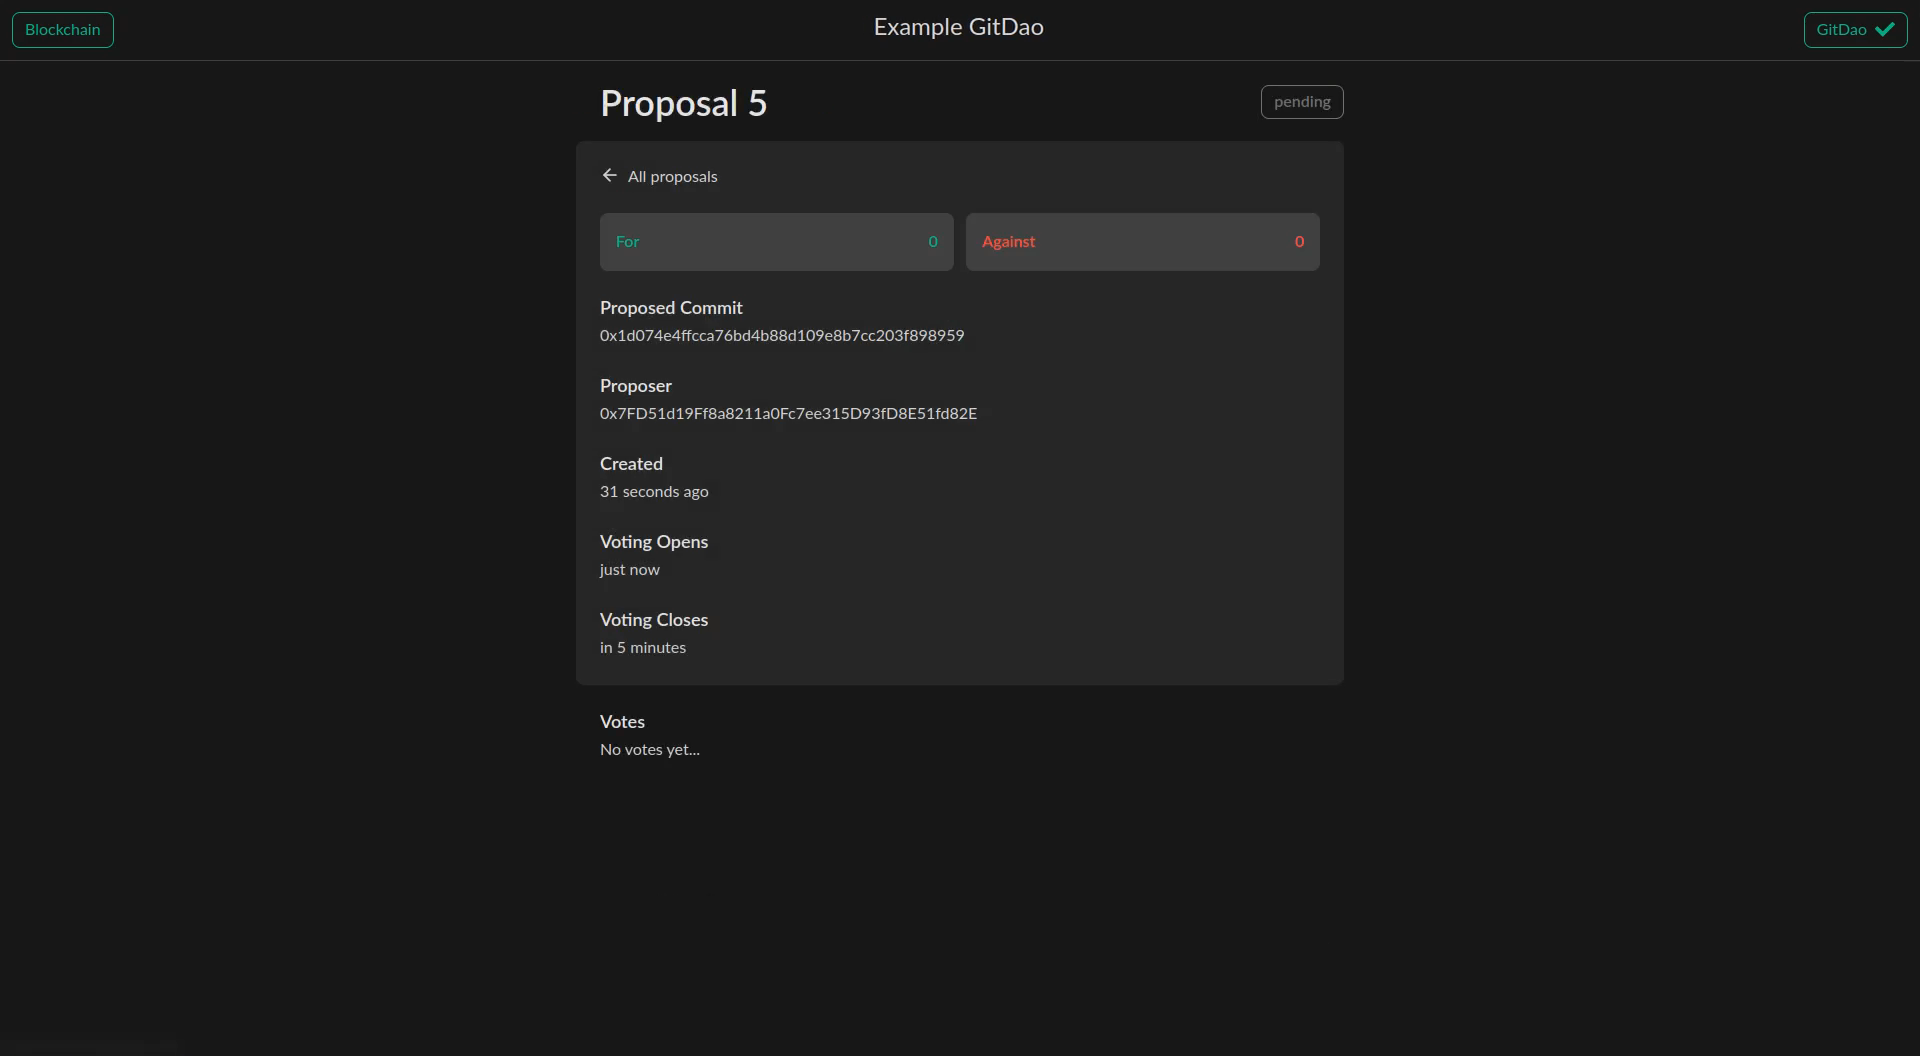 Blockchain
Example GitDao
GitDao
Proposal 5
pending
All proposals
For 0
Against 0
Proposed Commit
0x1d074e4ffcca76bd4b88d109e8b7cc203f898959
Proposer
0x7FD51d19Ff8a8211a0Fc7ee315D93fD8E51fd82E
Created
31 seconds ago
Voting Opens
just now
Voting Closes
in 5 minutes
Votes
No votes yet...